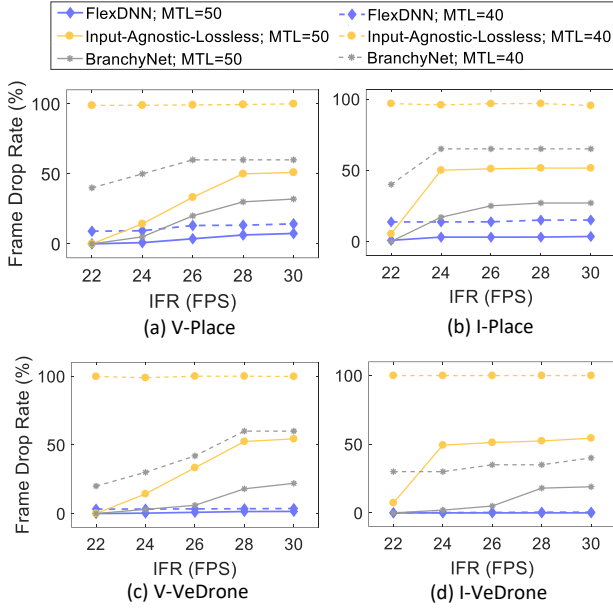 FlexDNN; MTL=50
FlexDNN; MTL=40
Input-Agnostic-Lossless; MTL=50
Input-Agnostic-Lossless; MTL=40
BranchyNet; MTL=50
BranchyNet; MTL=40
Frame Drop Rate (%)
100
50
0
22 24 26 28 30
IFR (FPS)
(a) V-Place
100
50
0
22 24 26 28 30
IFR (FPS)
(b) I-Place
Frame Drop Rate (%)
100
50
0
22 24 26 28 30
IFR (FPS)
(c) V-VeDrone
100
50
0
22 24 26 28 30
IFR (FPS)
(d) I-VeDrone